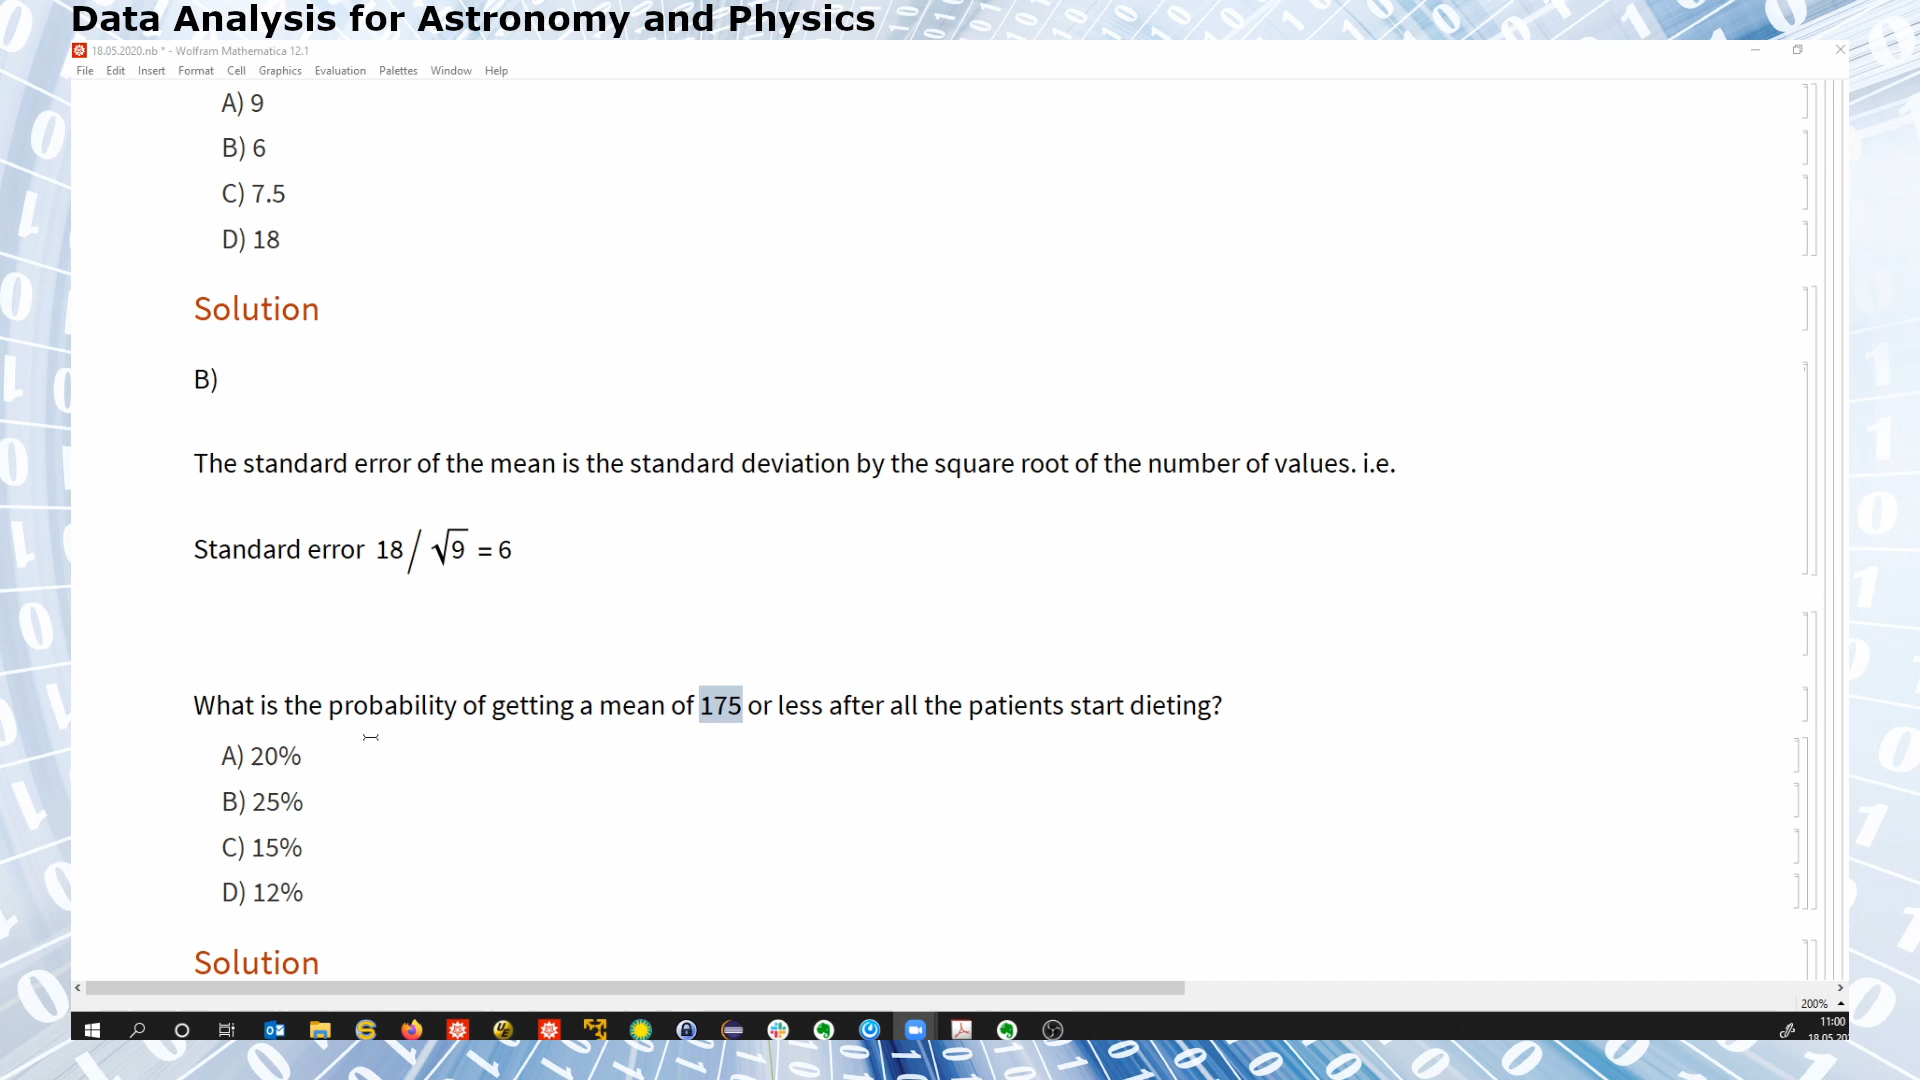 Data Analysis for Astronomy and Physics
18.05.2020.nb * - Wolfram Mathematica 12.1
File Edit Insert Format Cell Graphics Evaluation Palettes Window Help
A) 9
B) 6
C) 7.5
D) 18
Solution
B)
The standard error of the mean is the standard deviation by the square root of the number of values. i.e.
Standard error 18 / √9 = 6
What is the probability of getting a mean of 175 or less after all the patients start dieting?
A) 20%
B) 25%
C) 15%
D) 12%
Solution
200%
11:00
18.05.20